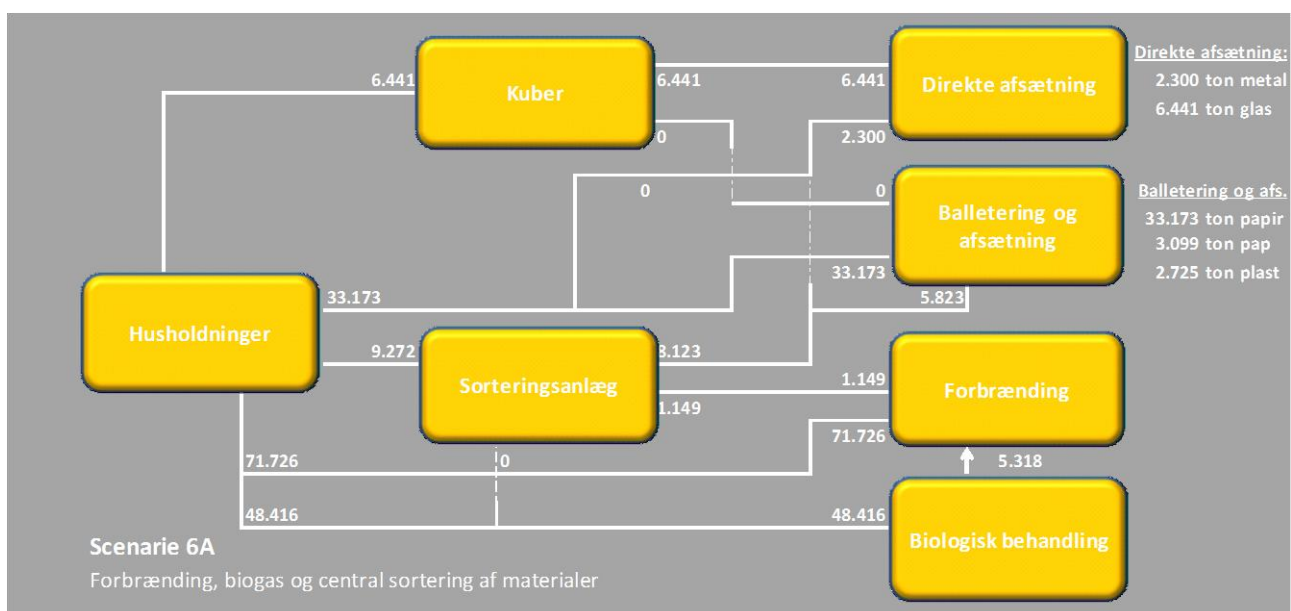 Kuber
Direkte afsætning
Direkte afsætning:
2.300 ton metal
6.441 ton glas
6.441
6.441
6.441
0
2.300
0
0
Balletering og
afsætning
Balletering og afs.
33.173 ton papir
3.099 ton pap
2.725 ton plast
33.173
33.173
5.823
Husholdninger
9.272
Sorteringsanlæg
8.123
1.149
1.149
Forbrænding
71.726
71.726
0
5.318
48.416
48.416
Biologisk behandling
Scenarie 6A
Forbrænding, biogas og central sortering af materialer